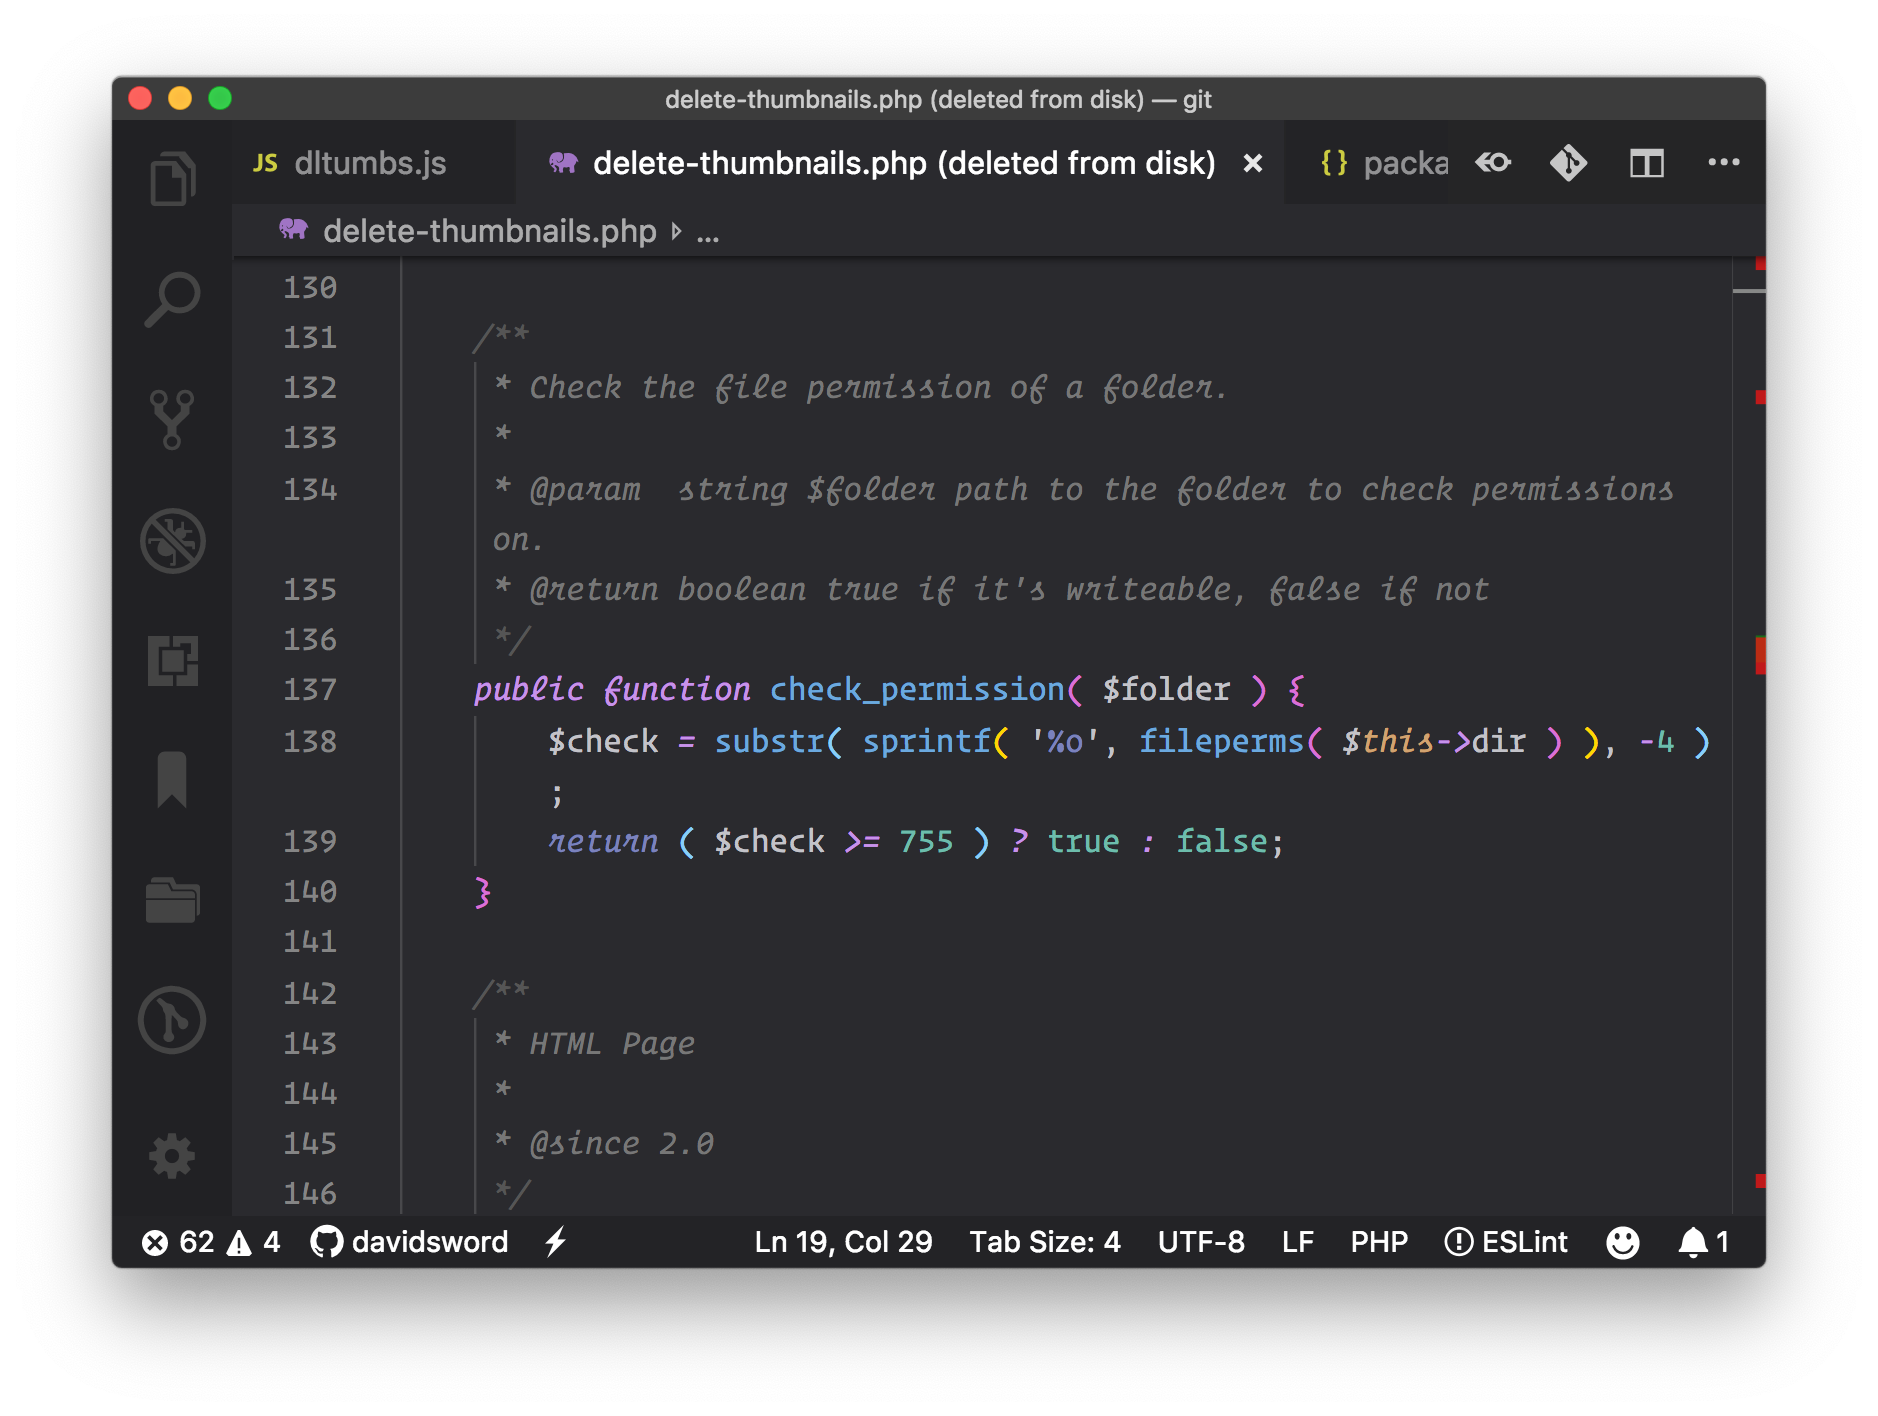 delete-thumbnails.php (deleted from disk) — git
JS dltumbs.js
delete-thumbnails.php (deleted from disk) ×
{} packa
delete-thumbnails.php ▹ ...
130
131 /**
132 * Check the file permission of a folder.
133 *
134 * @param  string $folder path to the folder to check permissions
on.
135 * @return boolean true if it's writeable, false if not
136 */
137 public function check_permission( $folder ) {
138 $check = substr( sprintf( '%o', fileperms( $this->dir ) ), -4 )
;
139 return ( $check >= 755 ) ? true : false;
140 }
141
142 /**
143 * HTML Page
144 *
145 * @since 2.0
146 */
62 4 davidsword Ln 19, Col 29 Tab Size: 4 UTF-8 LF PHP ESLint 1